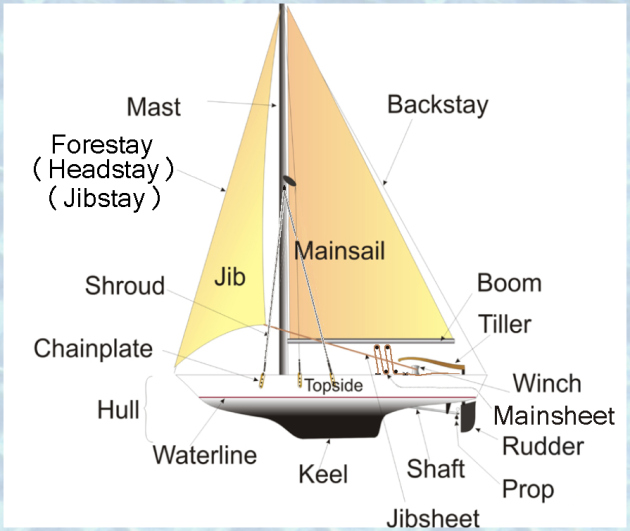 Mast
Backstay
Forestay
( Headstay )
( Jibstay )
Mainsail
Jib
Shroud
Boom
Tiller
Chainplate
Topside
Winch
Hull
Mainsheet
Waterline
Rudder
Keel
Shaft
Prop
Jibsheet